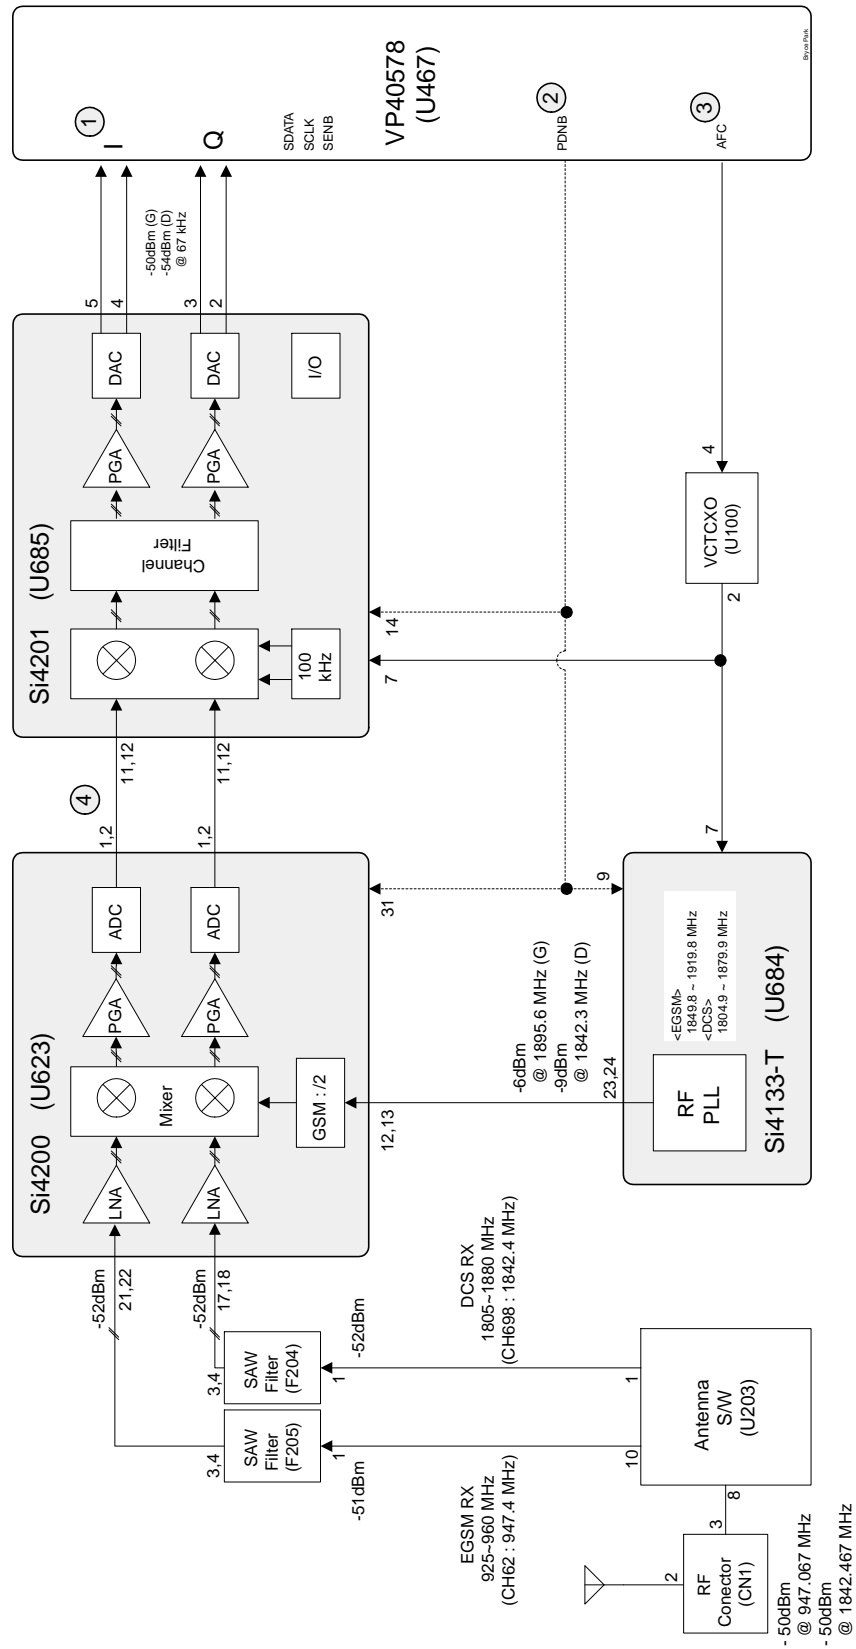 RF
Conector
(CN1)
2
3
- 50dBm
@ 947.067 MHz
- 50dBm
@ 1842.467 MHz
Antenna
S/W
(U203)
8
10
1
EGSM RX
925~960 MHz
(CH62 : 947.4 MHz)
DCS RX
1805~1880 MHz
(CH698 : 1842.4 MHz)
-51dBm
-52dBm
1
1
SAW
Filter
(F205)
SAW
Filter
(F204)
3,4
3,4
-52dBm
21,22
-52dBm
17,18
Si4200 (U623)
LNA
LNA
Mixer
PGA
PGA
ADC
ADC
GSM : /2
12,13
31
1,2
1,2
4
-6dBm
@ 1895.6 MHz (G)
-9dBm
@ 1842.3 MHz (D)
23,24
9
7
RF
PLL
<EGSM>
1849.8 ~ 1919.8 MHz
<DCS>
1804.9 ~ 1879.9 MHz
Si4133-T (U684)
11,12
11,12
Si4201 (U685)
100
kHz
Channel
Filter
PGA
PGA
DAC
DAC
I/O
7
14
5
4
3
2
-50dBm (G)
-54dBm (D)
@ 67 kHz
VCTCXO
(U100)
2
4
1
I
Q
SDATA
SCLK
SENB
VP40578
(U467)
2
PDNB
3
AFC
Bryce Park